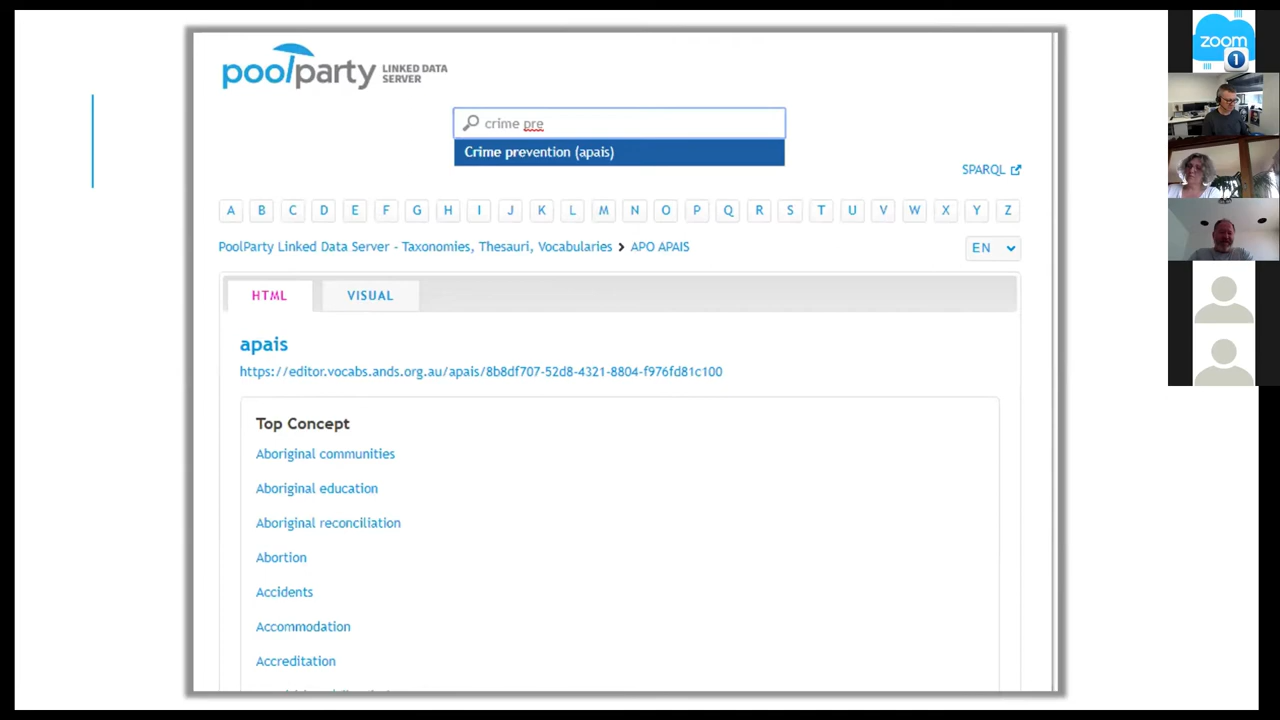 poolparty LINKED DATA SERVER
crime pre
Crime prevention (apais)
SPARQL
A B C D E F G H I J K L M N O P Q R S T U V W X Y Z
PoolParty Linked Data Server - Taxonomies, Thesauri, Vocabularies > APO APAIS
EN
HTML VISUAL
apais
https://editor.vocabs.ands.org.au/apais/8b8df707-52d8-4321-8804-f976fd81c100
Top Concept
Aboriginal communities
Aboriginal education
Aboriginal reconciliation
Abortion
Accidents
Accommodation
Accreditation
zoom
1